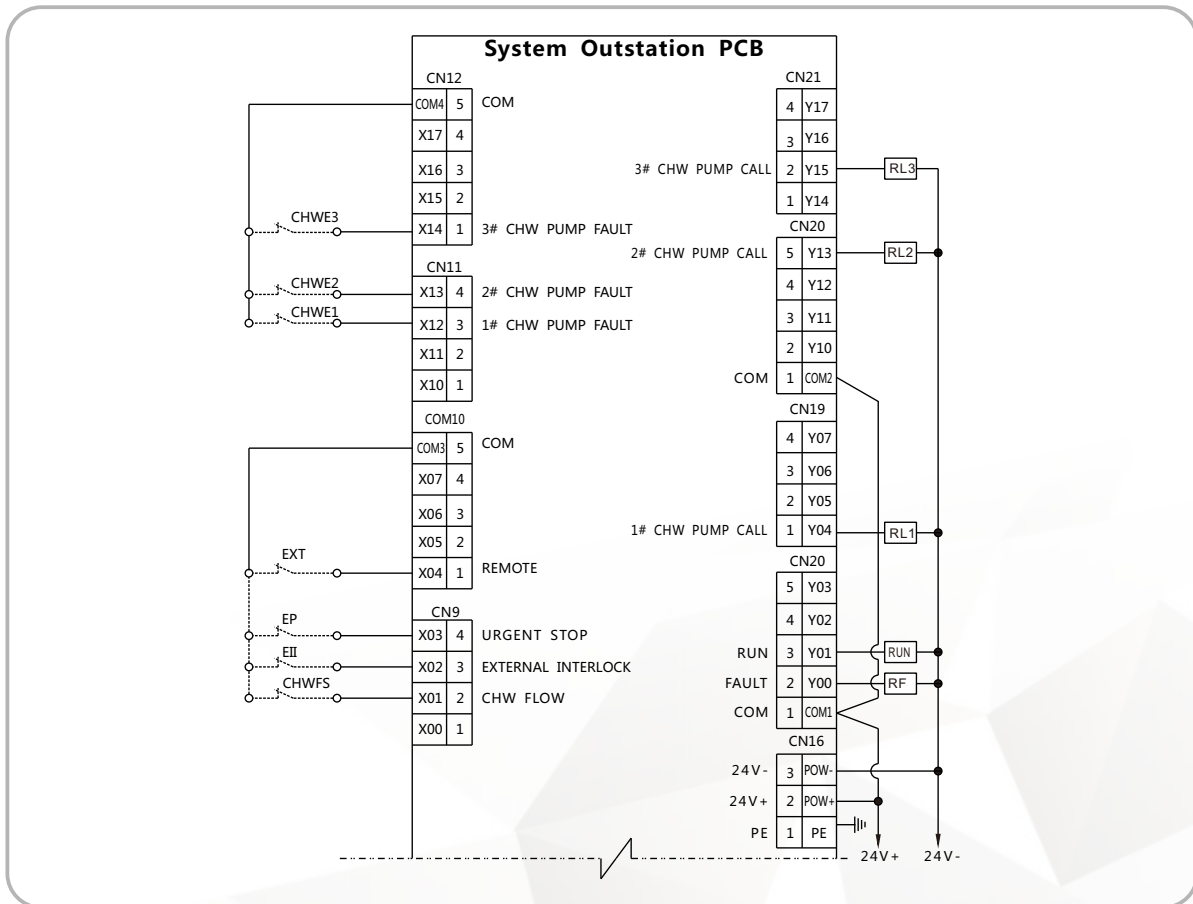 System Outstation PCB
CN12
COM4 5 COM
X17 4
X16 3
X15 2
CHWE3 X14 1 3# CHW PUMP FAULT
CN11
CHWE2 X13 4 2# CHW PUMP FAULT
CHWE1 X12 3 1# CHW PUMP FAULT
X11 2
X10 1
COM10
COM3 5 COM
X07 4
X06 3
X05 2
EXT X04 1 REMOTE
CN9
EP X03 4 URGENT STOP
EII X02 3 EXTERNAL INTERLOCK
CHWFS X01 2 CHW FLOW
X00 1
CN21
4 Y17
3 Y16
3# CHW PUMP CALL 2 Y15 RL3
1 Y14
CN20
2# CHW PUMP CALL 5 Y13 RL2
4 Y12
3 Y11
2 Y10
COM 1 COM2
CN19
4 Y07
3 Y06
2 Y05
1# CHW PUMP CALL 1 Y04 RL1
CN20
5 Y03
4 Y02
RUN 3 Y01 RUN
FAULT 2 Y00 RF
COM 1 COM1
CN16
24V- 3 POW-
24V+ 2 POW+
PE 1 PE
24V+ 24V-